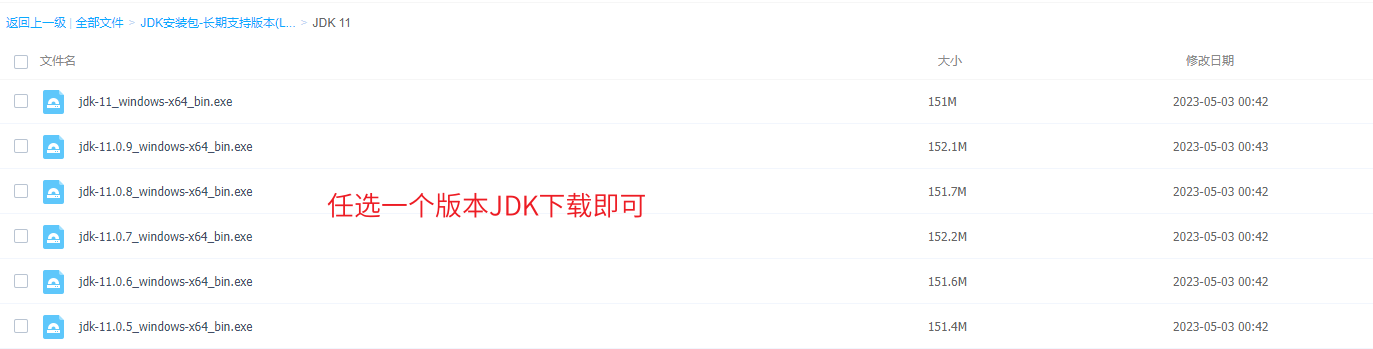 返回上一级 | 全部文件 > JDK安装包-长期支持版本(L... > JDK 11
文件名 大小 修改日期
jdk-11_windows-x64_bin.exe 151M 2023-05-03 00:42
jdk-11.0.9_windows-x64_bin.exe 152.1M 2023-05-03 00:43
jdk-11.0.8_windows-x64_bin.exe 151.7M 2023-05-03 00:42
任选一个版本JDK下载即可
jdk-11.0.7_windows-x64_bin.exe 152.2M 2023-05-03 00:42
jdk-11.0.6_windows-x64_bin.exe 151.6M 2023-05-03 00:42
jdk-11.0.5_windows-x64_bin.exe 151.4M 2023-05-03 00:42